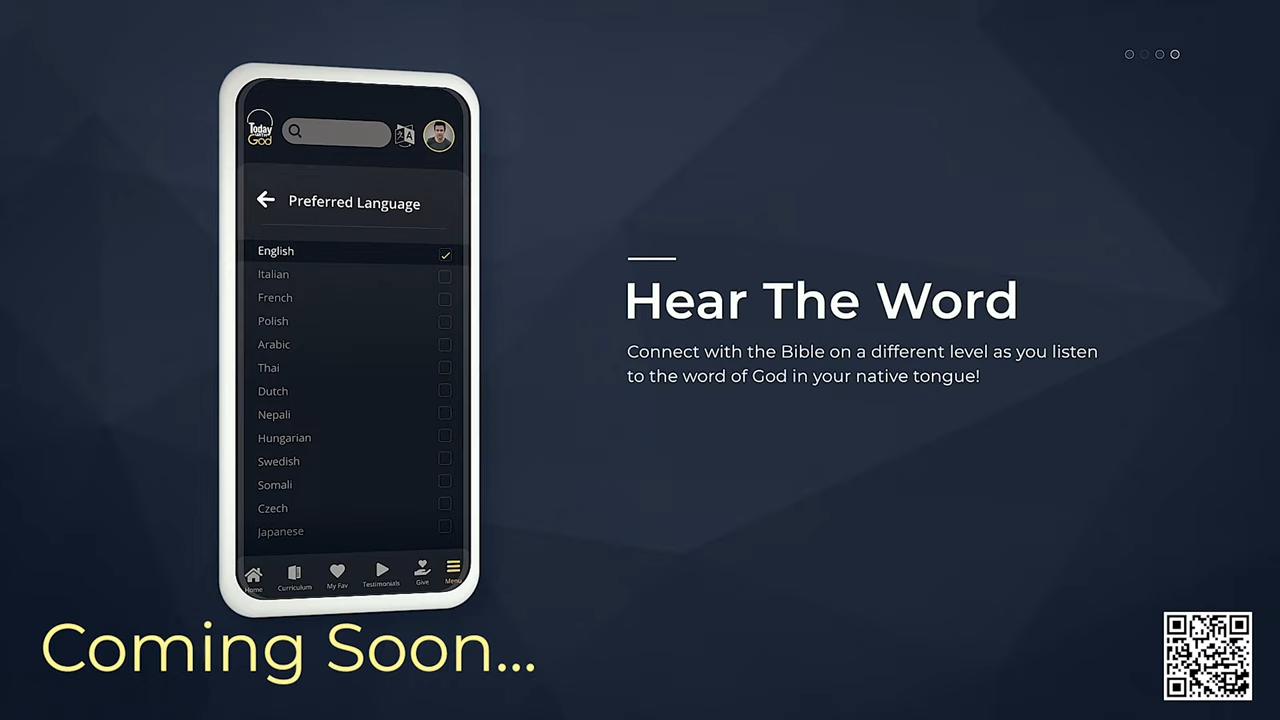 Today
WITH
God
Preferred Language
English
Italian
French
Polish
Arabic
Thai
Dutch
Nepali
Hungarian
Swedish
Somali
Czech
Japanese
Home
Curriculum
My Fav
Testimonials
Give
Menu
Hear The Word
Connect with the Bible on a different level as you listen
to the word of God in your native tongue!
Coming Soon...